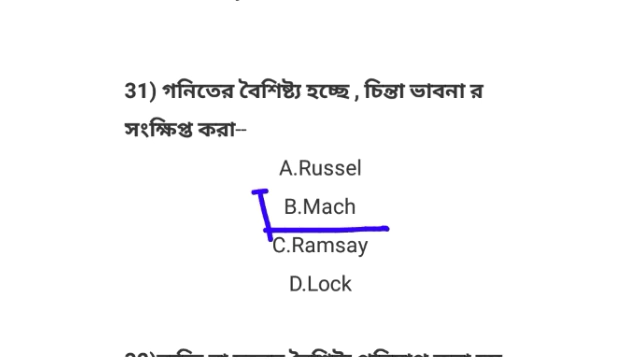 31) গনিতের বৈশিষ্ট্য হচ্ছে , চিন্তা ভাবনা র
সংক্ষিপ্ত করা--
A.Russel
B.Mach
C.Ramsay
D.Lock